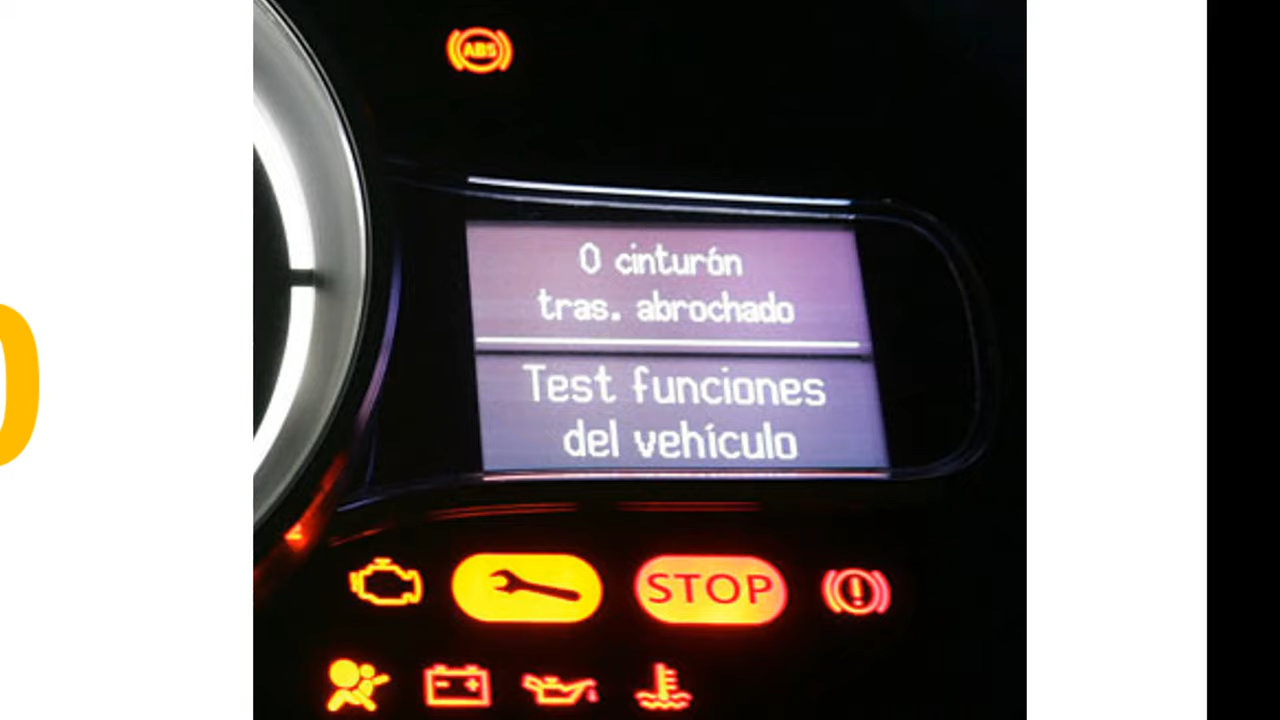 ABS
0 cinturón
tras. abrochado
Test funciones
del vehículo
STOP